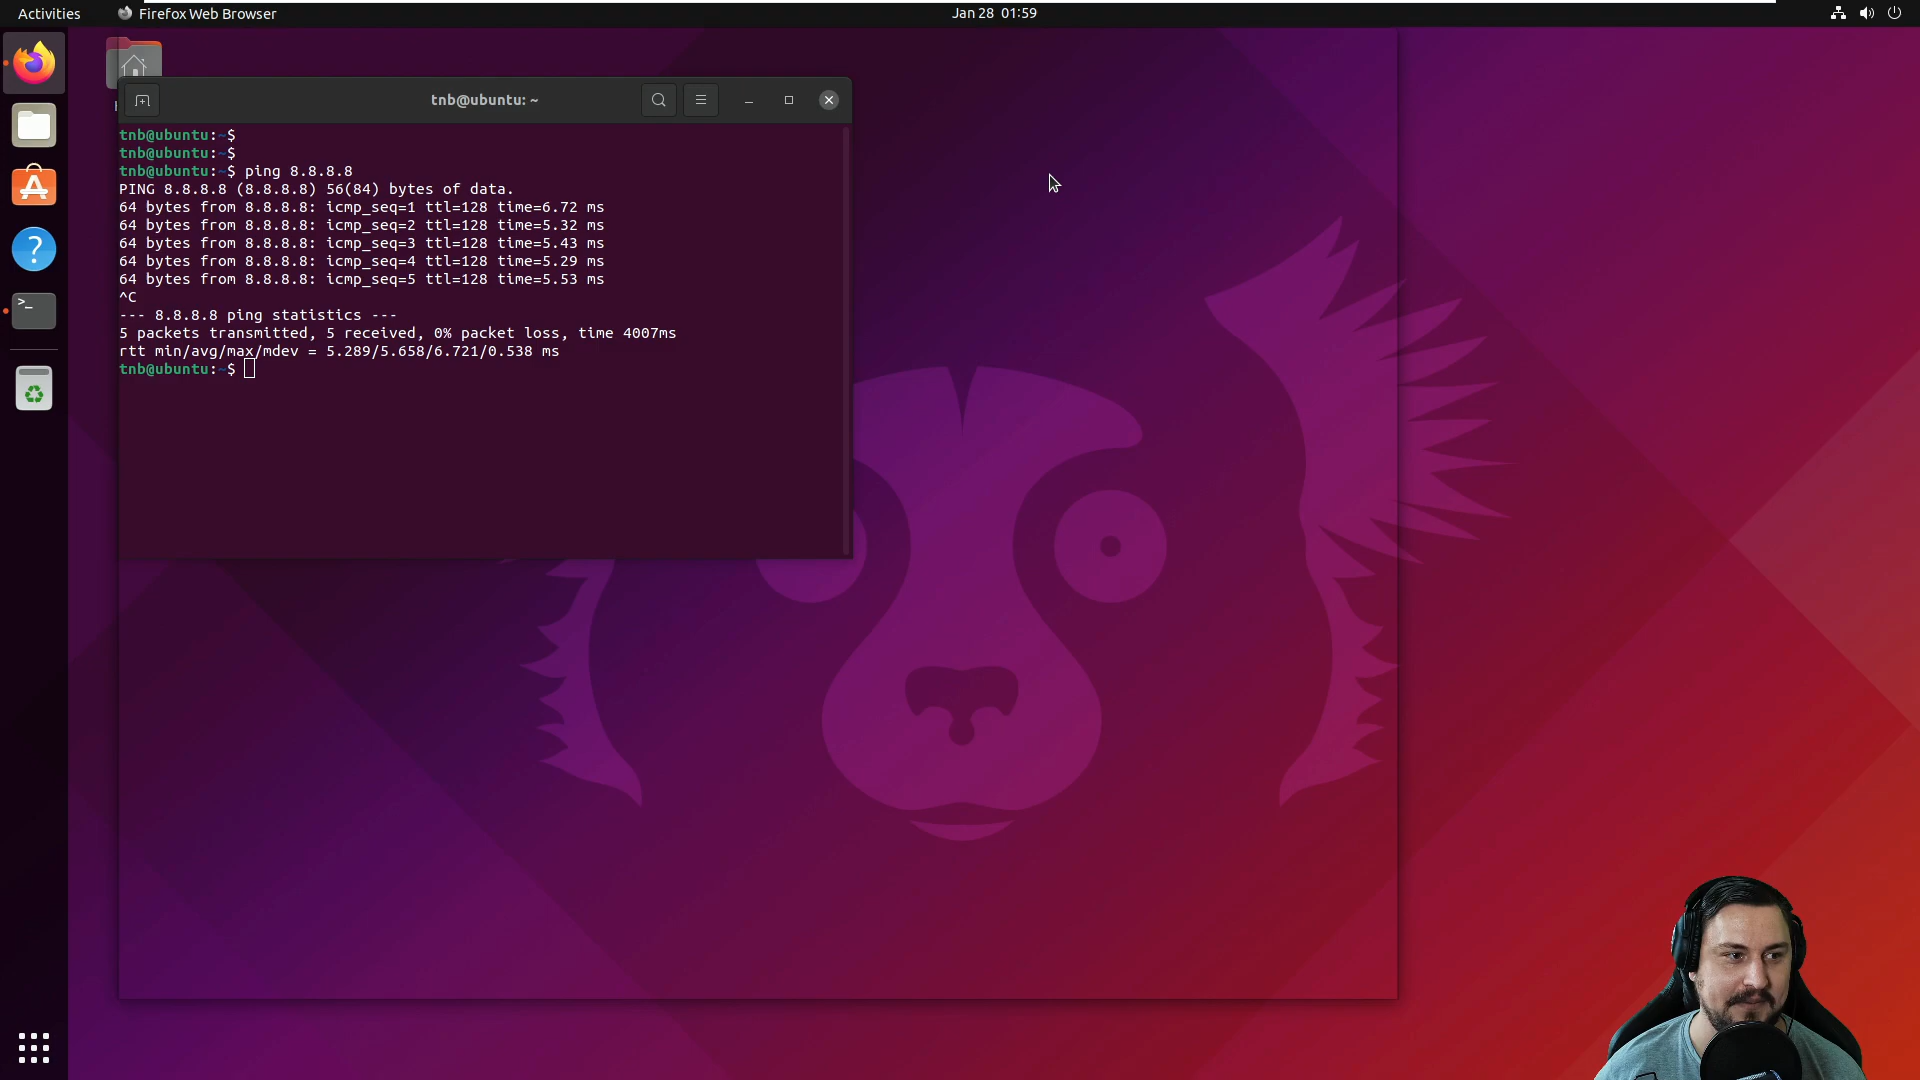 Activities
Firefox Web Browser
Jan 28 01:59
tnb@ubuntu: ~
tnb@ubuntu:~$
tnb@ubuntu:~$
tnb@ubuntu:~$ ping 8.8.8.8
PING 8.8.8.8 (8.8.8.8) 56(84) bytes of data.
64 bytes from 8.8.8.8: icmp_seq=1 ttl=128 time=6.72 ms
64 bytes from 8.8.8.8: icmp_seq=2 ttl=128 time=5.32 ms
64 bytes from 8.8.8.8: icmp_seq=3 ttl=128 time=5.43 ms
64 bytes from 8.8.8.8: icmp_seq=4 ttl=128 time=5.29 ms
64 bytes from 8.8.8.8: icmp_seq=5 ttl=128 time=5.53 ms
^C
--- 8.8.8.8 ping statistics ---
5 packets transmitted, 5 received, 0% packet loss, time 4007ms
rtt min/avg/max/mdev = 5.289/5.658/6.721/0.538 ms
tnb@ubuntu:~$